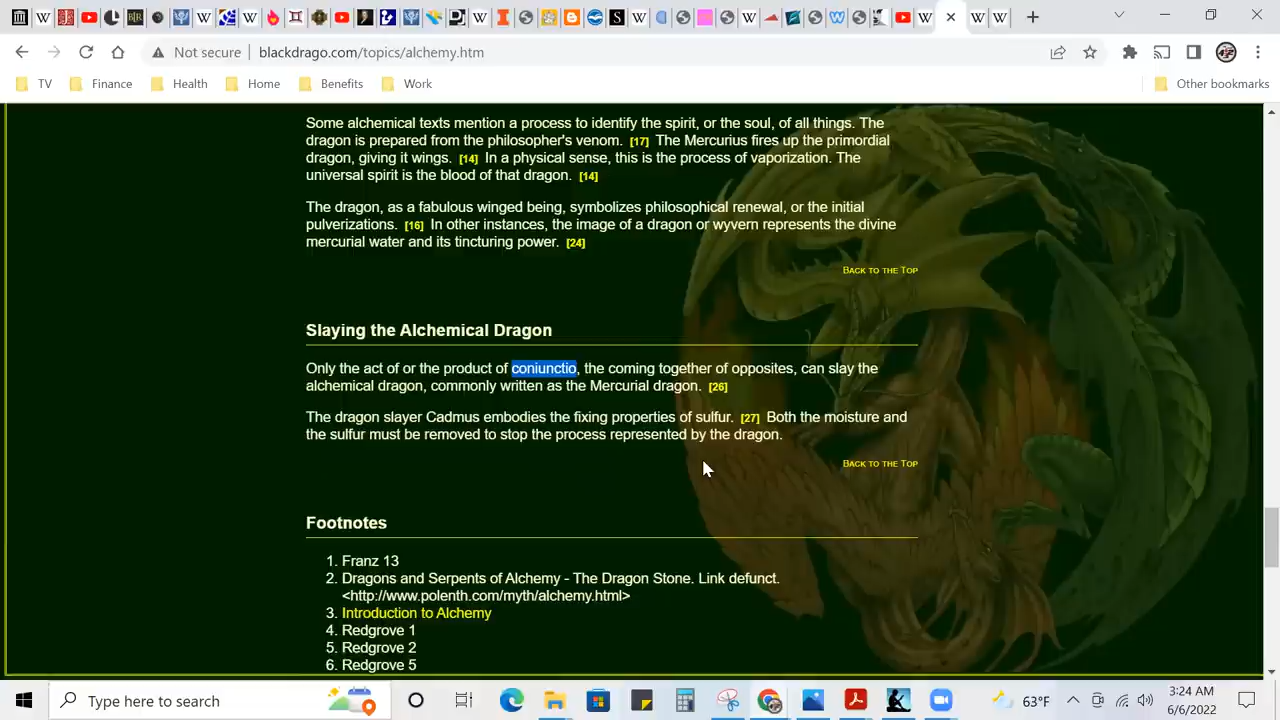 Not secure
blackdrago.com/topics/alchemy.htm
TV
Finance
Health
Home
Benefits
Work
Other bookmarks
Some alchemical texts mention a process to identify the spirit, or the soul, of all things. The
dragon is prepared from the philosopher's venom. [17] The Mercurius fires up the primordial
dragon, giving it wings. [14] In a physical sense, this is the process of vaporization. The
universal spirit is the blood of that dragon. [14]
The dragon, as a fabulous winged being, symbolizes philosophical renewal, or the initial
pulverizations. [16] In other instances, the image of a dragon or wyvern represents the divine
mercurial water and its tincturing power. [24]
BACK TO THE TOP
Slaying the Alchemical Dragon
Only the act of or the product of coniunctio, the coming together of opposites, can slay the
alchemical dragon, commonly written as the Mercurial dragon. [26]
The dragon slayer Cadmus embodies the fixing properties of sulfur. [27] Both the moisture and
the sulfur must be removed to stop the process represented by the dragon.
BACK TO THE TOP
Footnotes
1. Franz 13
2. Dragons and Serpents of Alchemy - The Dragon Stone. Link defunct.
<http://www.polenth.com/myth/alchemy.html>
3. Introduction to Alchemy
4. Redgrove 1
5. Redgrove 2
6. Redgrove 5
Type here to search
63°F
3:24 AM
6/6/2022